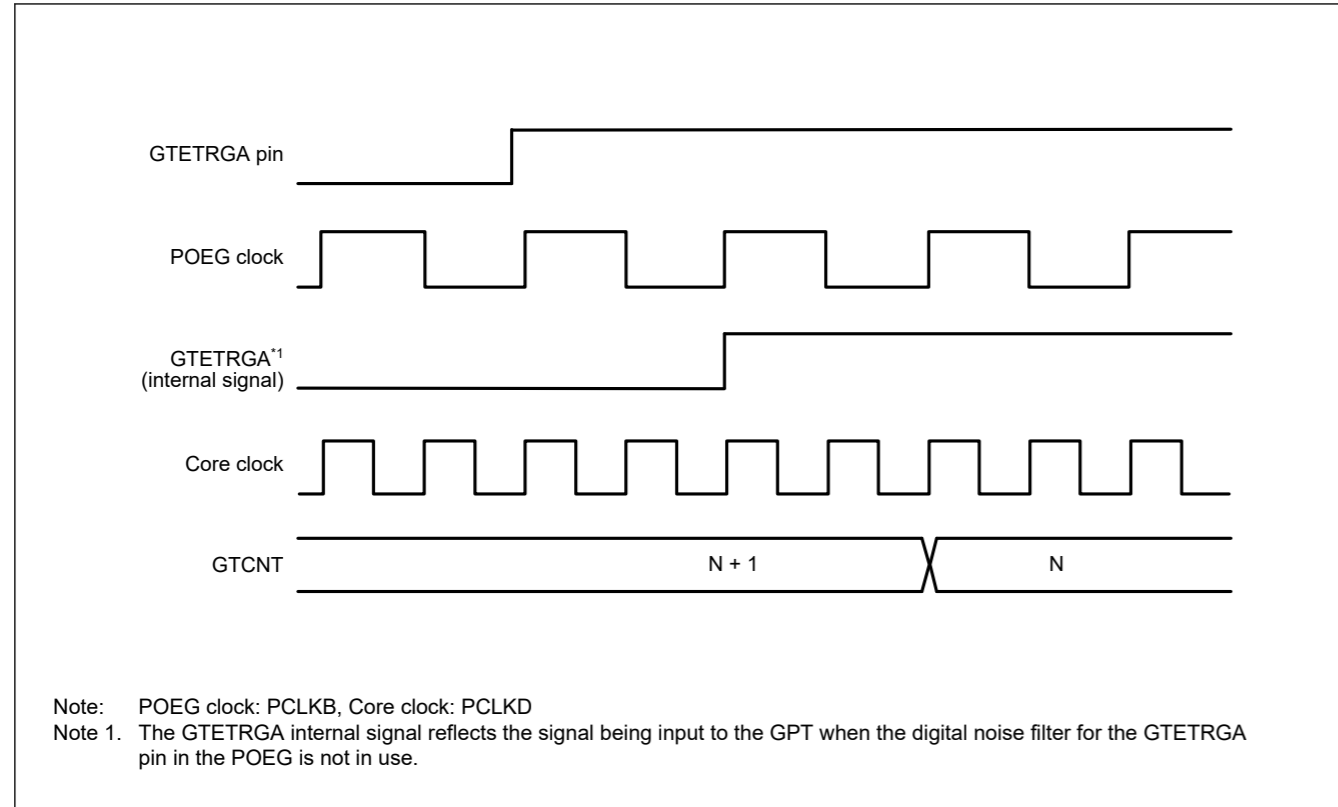 GTETRGA pin
POEG clock
GTETRGA*1
(internal signal)
Core clock
GTCNT
N + 1
N
Note: POEG clock: PCLKB, Core clock: PCLKD
Note 1. The GTETRGA internal signal reflects the signal being input to the GPT when the digital noise filter for the GTETRGA
pin in the POEG is not in use.